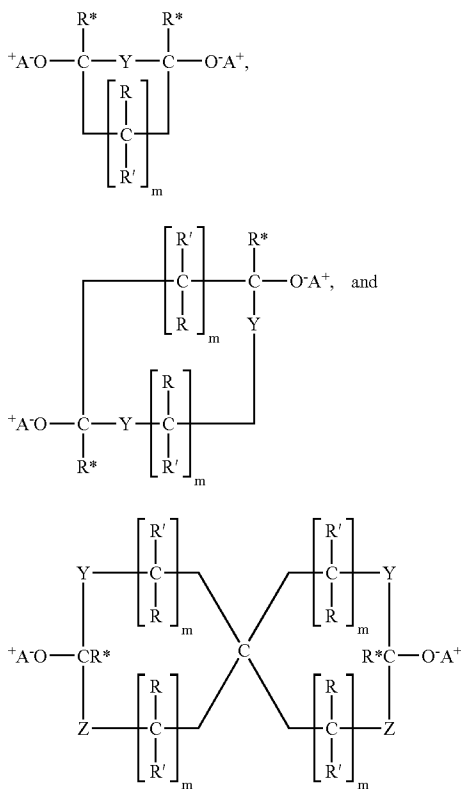 R* R*
⁺A⁻O—C—Y—C—O⁻A⁺,
R
C
R'
m
R' R*
C C—O⁻A⁺, and
R m Y
R
⁺A⁻O—C—Y—C
R* R'
m
R' R'
Y C C Y
R m R m
⁺A⁻O—CR* C R*C—O⁻A⁺
R R
Z C C Z
R' m R' m